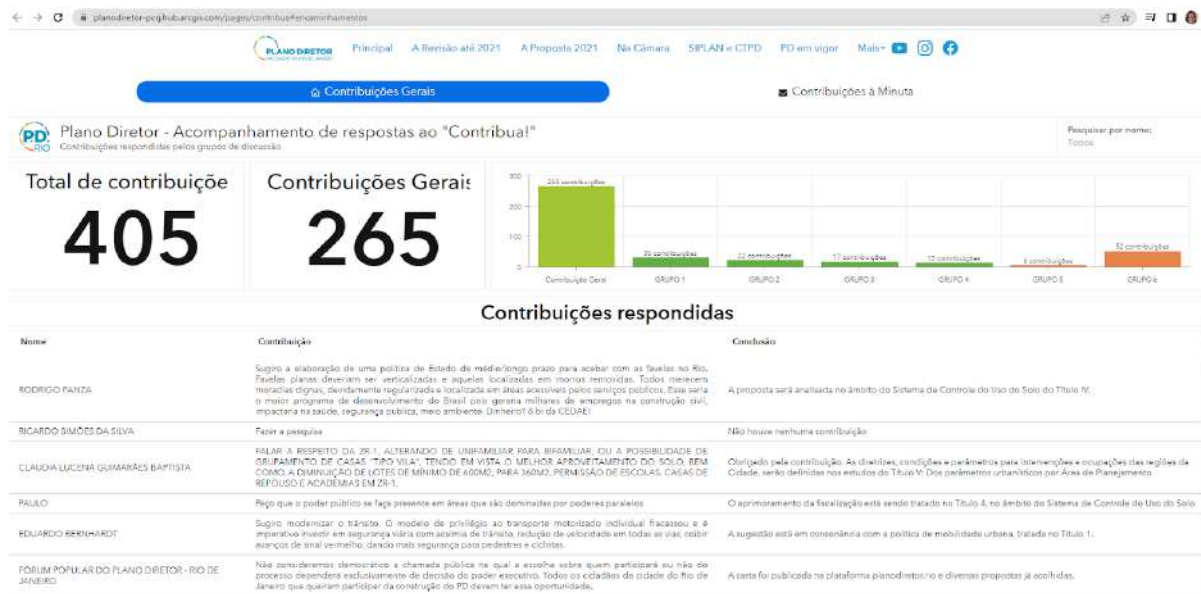 planodiretor-pcrj.hub.arcgis.com/pages/contribua#encaminhamentos
PLANO DIRETOR
Principal
A Revisão até 2021
A Proposta 2021
Na Câmara
SIPLAN e CTPD
PD em vigor
Mais
Contribuições Gerais
Contribuições à Minuta
PD.
RIO
Plano Diretor - Acompanhamento de respostas ao "Contribua!"
Contribuições respondidas pelos grupos de discussão
Pesquisar por nome:
Todos
Total de contribuiçõe
405
Contribuições Gerais
265
300
200
100
0
265 contribuições
22 contribuições
17 contribuições
52 contribuições
Contribuição Geral
GRUPO 1
GRUPO 2
GRUPO 3
GRUPO 4
GRUPO 5
GRUPO 6
Contribuições respondidas
Nome
Contribuição
Conclusão
RODRIGO PANZA
Sugiro a elaboração de uma política de Estado de médio/longo prazo para acabar com as favelas no Rio.
Favelas planas deveriam ser verticalizadas e aquelas localizadas em morros removidas. Todos merecem
moradias dignas, devidamente regularizada e localizada em áreas acessíveis pelos serviços públicos. Esse seria
o maior programa de desenvolvimento do Brasil pois geraria milhares de empregos na construção civil,
impactaria na saúde, segurança pública, meio ambiente. Dinheiro? 6 bi da CEDAE!
A proposta será analisada no âmbito do Sistema de Controle do Uso do Solo do Título IV.
RICARDO SIMÕES DA SILVA
Fazer a pesquisa
Não houve nenhuma contribuição
CLAUDIA LUCENA GUIMARÃES BAPTISTA
FALAR A RESPEITO DA ZR-1, ALTERANDO DE UNIFAMILIAR PARA BIFAMILIAR, OU A POSSIBILIDADE DE
GRUPAMENTO DE CASAS "TIPO VILA", TENDO EM VISTA O MELHOR APROVEITAMENTO DO SOLO, BEM
COMO, A DIMINUIÇÃO DE LOTES DE MÍNIMO DE 600M2, PARA 360M2, PERMISSÃO DE ESCOLAS, CASAS DE
REPOUSO E ACADEMIAS EM ZR-1.
Obrigado pela contribuição. As diretrizes, condições e parâmetros para intervenções e ocupações das regiões da
Cidade, serão definidas nos estudos do Título V: Dos parâmetros urbanísticos por Área de Planejamento
PAULO
Peço que o poder público se faça presente em áreas que são dominadas por poderes paralelos
O aprimoramento da fiscalização está sendo tratado no Título 4, no âmbito do Sistema de Controle do Uso do Solo
EDUARDO BERNHARDT
Sugiro modernizar o trânsito. O modelo de privilégio ao transporte motorizado individual fracassou e é
imperativo investir em segurança viária com acalmia de trânsito, redução de velocidade em todas as vias, coibir
avanços de sinal vermelho, dando mais segurança para pedestres e ciclistas.
A sugestão está em consonância com a política de mobilidade urbana, tratada no Título 1.
FÓRUM POPULAR DO PLANO DIRETOR - RIO DE
JANEIRO
Não consideramos democrático a chamada pública na qual a escolha sobre quem participará ou não do
processo dependerá exclusivamente de decisão do poder executivo. Todos os cidadãos da cidade do Rio de
Janeiro que queiram participar da construção do PD devem ter essa oportunidade.
A carta foi publicada na plataforma planodiretor.rio e diversas propostas já acolhidas.